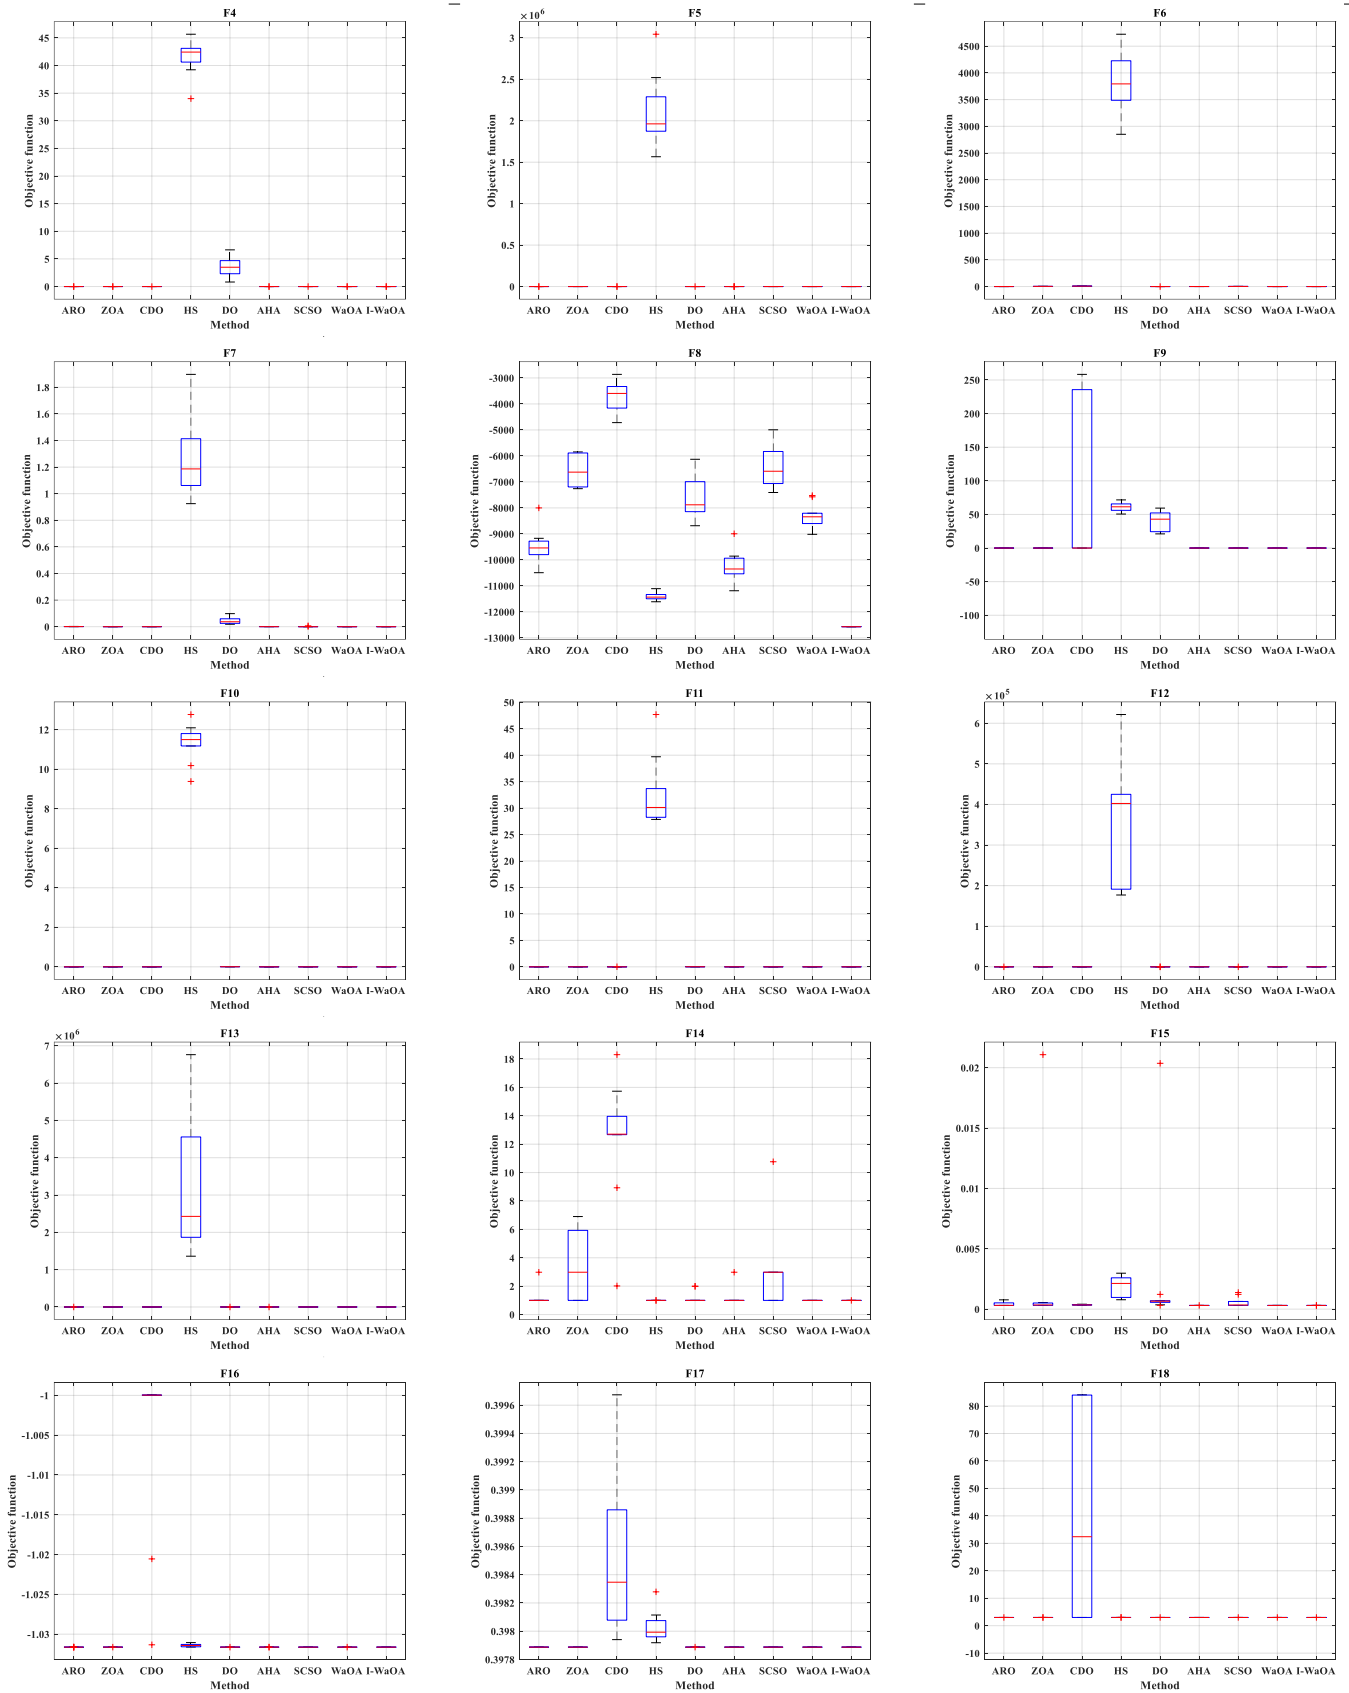 F4
45
40
35
30
25
20
15
10
5
0
Objective function
ARO ZOA CDO HS DO AHA SCSO WaOA I-WaOA
Method
F5
×10^6
3
2.5
2
1.5
1
0.5
0
Objective function
ARO ZOA CDO HS DO AHA SCSO WaOA I-WaOA
Method
F6
4500
4000
3500
3000
2500
2000
1500
1000
500
0
Objective function
ARO ZOA CDO HS DO AHA SCSO WaOA I-WaOA
Method
F7
1.8
1.6
1.4
1.2
1
0.8
0.6
0.4
0.2
0
Objective function
ARO ZOA CDO HS DO AHA SCSO WaOA I-WaOA
Method
F8
-3000
-4000
-5000
-6000
-7000
-8000
-9000
-10000
-11000
-12000
-13000
Objective function
ARO ZOA CDO HS DO AHA SCSO WaOA I-WaOA
Method
F9
250
200
150
100
50
0
-50
-100
Objective function
ARO ZOA CDO HS DO AHA SCSO WaOA I-WaOA
Method
F10
12
10
8
6
4
2
0
Objective function
ARO ZOA CDO HS DO AHA SCSO WaOA I-WaOA
Method
F11
50
45
40
35
30
25
20
15
10
5
0
Objective function
ARO ZOA CDO HS DO AHA SCSO WaOA I-WaOA
Method
F12
×10^5
6
5
4
3
2
1
0
Objective function
ARO ZOA CDO HS DO AHA SCSO WaOA I-WaOA
Method
F13
×10^6
7
6
5
4
3
2
1
0
Objective function
ARO ZOA CDO HS DO AHA SCSO WaOA I-WaOA
Method
F14
18
16
14
12
10
8
6
4
2
0
Objective function
ARO ZOA CDO HS DO AHA SCSO WaOA I-WaOA
Method
F15
0.02
0.015
0.01
0.005
0
Objective function
ARO ZOA CDO HS DO AHA SCSO WaOA I-WaOA
Method
F16
-1
-1.005
-1.01
-1.015
-1.02
-1.025
-1.03
Objective function
ARO ZOA CDO HS DO AHA SCSO WaOA I-WaOA
Method
F17
0.3996
0.3994
0.3992
0.399
0.3988
0.3986
0.3984
0.3982
0.398
0.3978
Objective function
ARO ZOA CDO HS DO AHA SCSO WaOA I-WaOA
Method
F18
80
70
60
50
40
30
20
10
0
-10
Objective function
ARO ZOA CDO HS DO AHA SCSO WaOA I-WaOA
Method